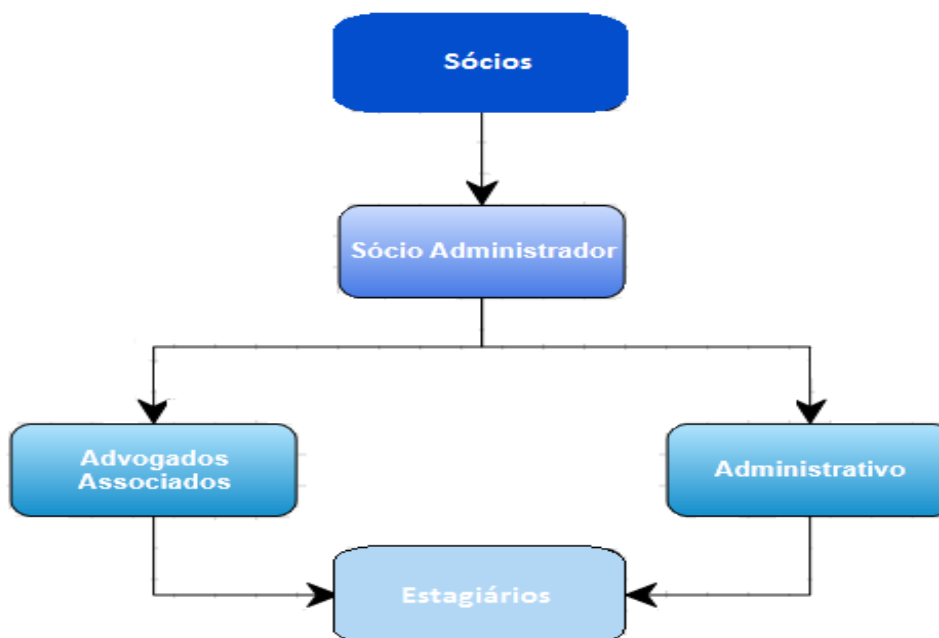 Sócios
Sócio Administrador
Advogados
Associados
Administrativo
Estagiários